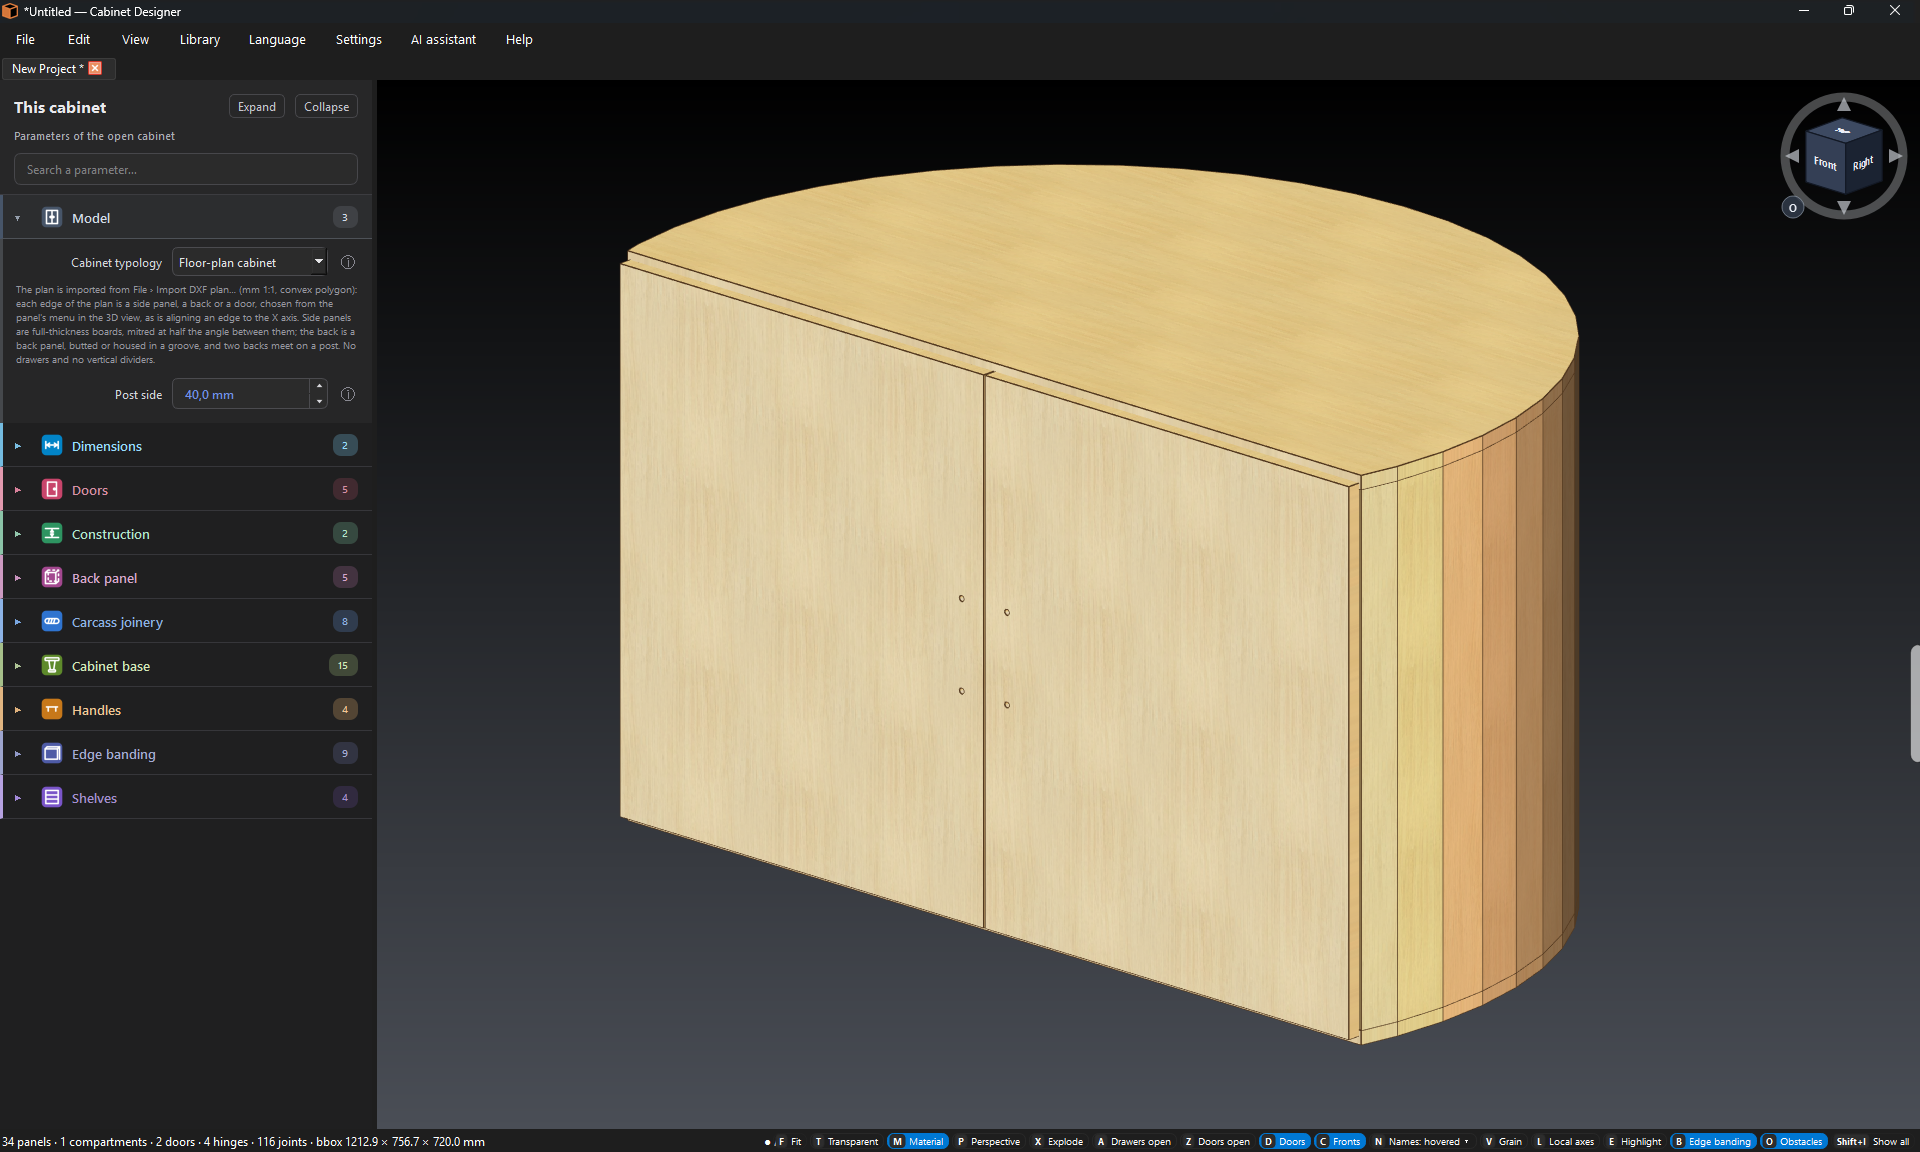 *Untitled — Cabinet Designer
File Edit View Library Language Settings AI assistant Help
New Project *
This cabinet Expand Collapse
Parameters of the open cabinet
Search a parameter...
Model 3
Cabinet typology Floor-plan cabinet
The plan is imported from File › Import DXF plan... (mm 1:1, convex polygon):
each edge of the plan is a side panel, a back or a door, chosen from the
panel's menu in the 3D view, as is aligning an edge to the X axis. Side panels
are full-thickness boards, mitred at half the angle between them; the back is a
back panel, butted or housed in a groove, and two backs meet on a post. No
drawers and no vertical dividers.
Post side 40,0 mm
Dimensions 2
Doors 5
Construction 2
Back panel 5
Carcass joinery 8
Cabinet base 15
Handles 4
Edge banding 9
Shelves 4
Front Right
O
34 panels · 1 compartments · 2 doors · 4 hinges · 116 joints · bbox 1212.9 × 756.7 × 720.0 mm
F Fit T Transparent M Material P Perspective X Explode A Drawers open Z Doors open D Doors C Fronts N Names: hovered V Grain L Local axes E Highlight B Edge banding O Obstacles Shift+I Show all